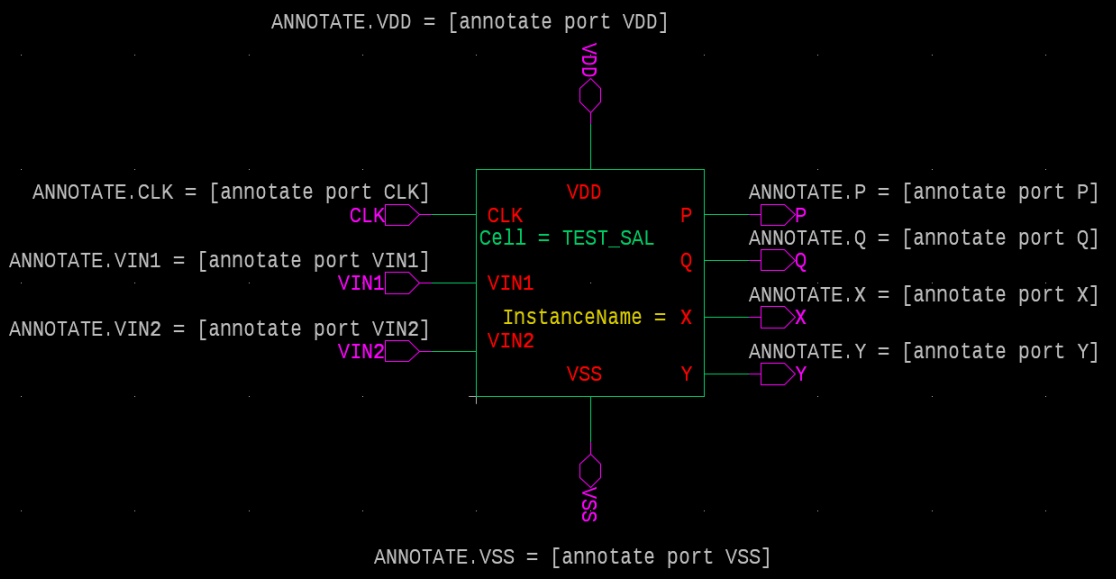 ANNOTATE.VDD = [annotate port VDD]
VDD
ANNOTATE.CLK = [annotate port CLK]
VDD
ANNOTATE.P = [annotate port P]
CLK
CLK
P
P
Cell = TEST_SAL
ANNOTATE.Q = [annotate port Q]
ANNOTATE.VIN1 = [annotate port VIN1]
Q
Q
VIN1
VIN1
ANNOTATE.X = [annotate port X]
InstanceName =
X
X
ANNOTATE.VIN2 = [annotate port VIN2]
VIN2
VIN2
ANNOTATE.Y = [annotate port Y]
VSS
Y
Y
VSS
ANNOTATE.VSS = [annotate port VSS]